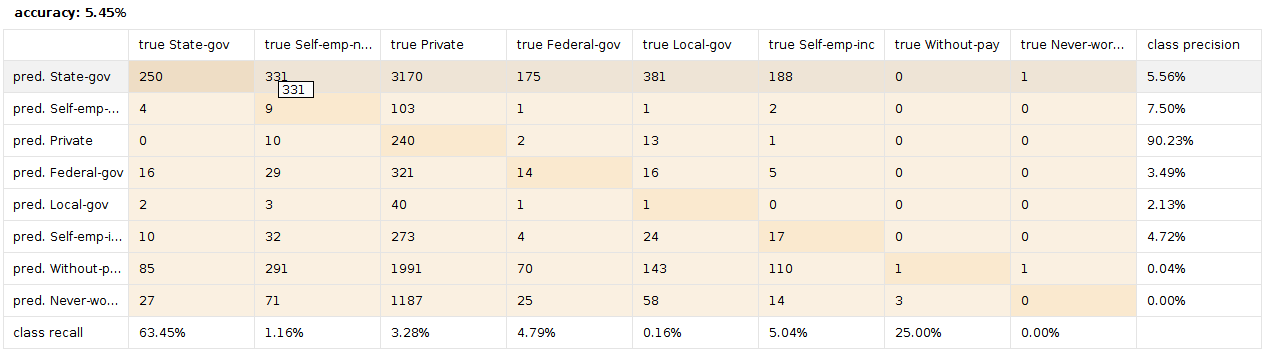 accuracy: 5.45%
true State-gov true Self-emp-n... true Private true Federal-gov true Local-gov true Self-emp-inc true Without-pay true Never-wor... class precision
pred. State-gov 250 331 3170 175 381 188 0 1 5.56%
331
pred. Self-emp-... 4 9 103 1 1 2 0 0 7.50%
pred. Private 0 10 240 2 13 1 0 0 90.23%
pred. Federal-gov 16 29 321 14 16 5 0 0 3.49%
pred. Local-gov 2 3 40 1 1 0 0 0 2.13%
pred. Self-emp-i... 10 32 273 4 24 17 0 0 4.72%
pred. Without-p... 85 291 1991 70 143 110 1 1 0.04%
pred. Never-wo... 27 71 1187 25 58 14 3 0 0.00%
class recall 63.45% 1.16% 3.28% 4.79% 0.16% 5.04% 25.00% 0.00%